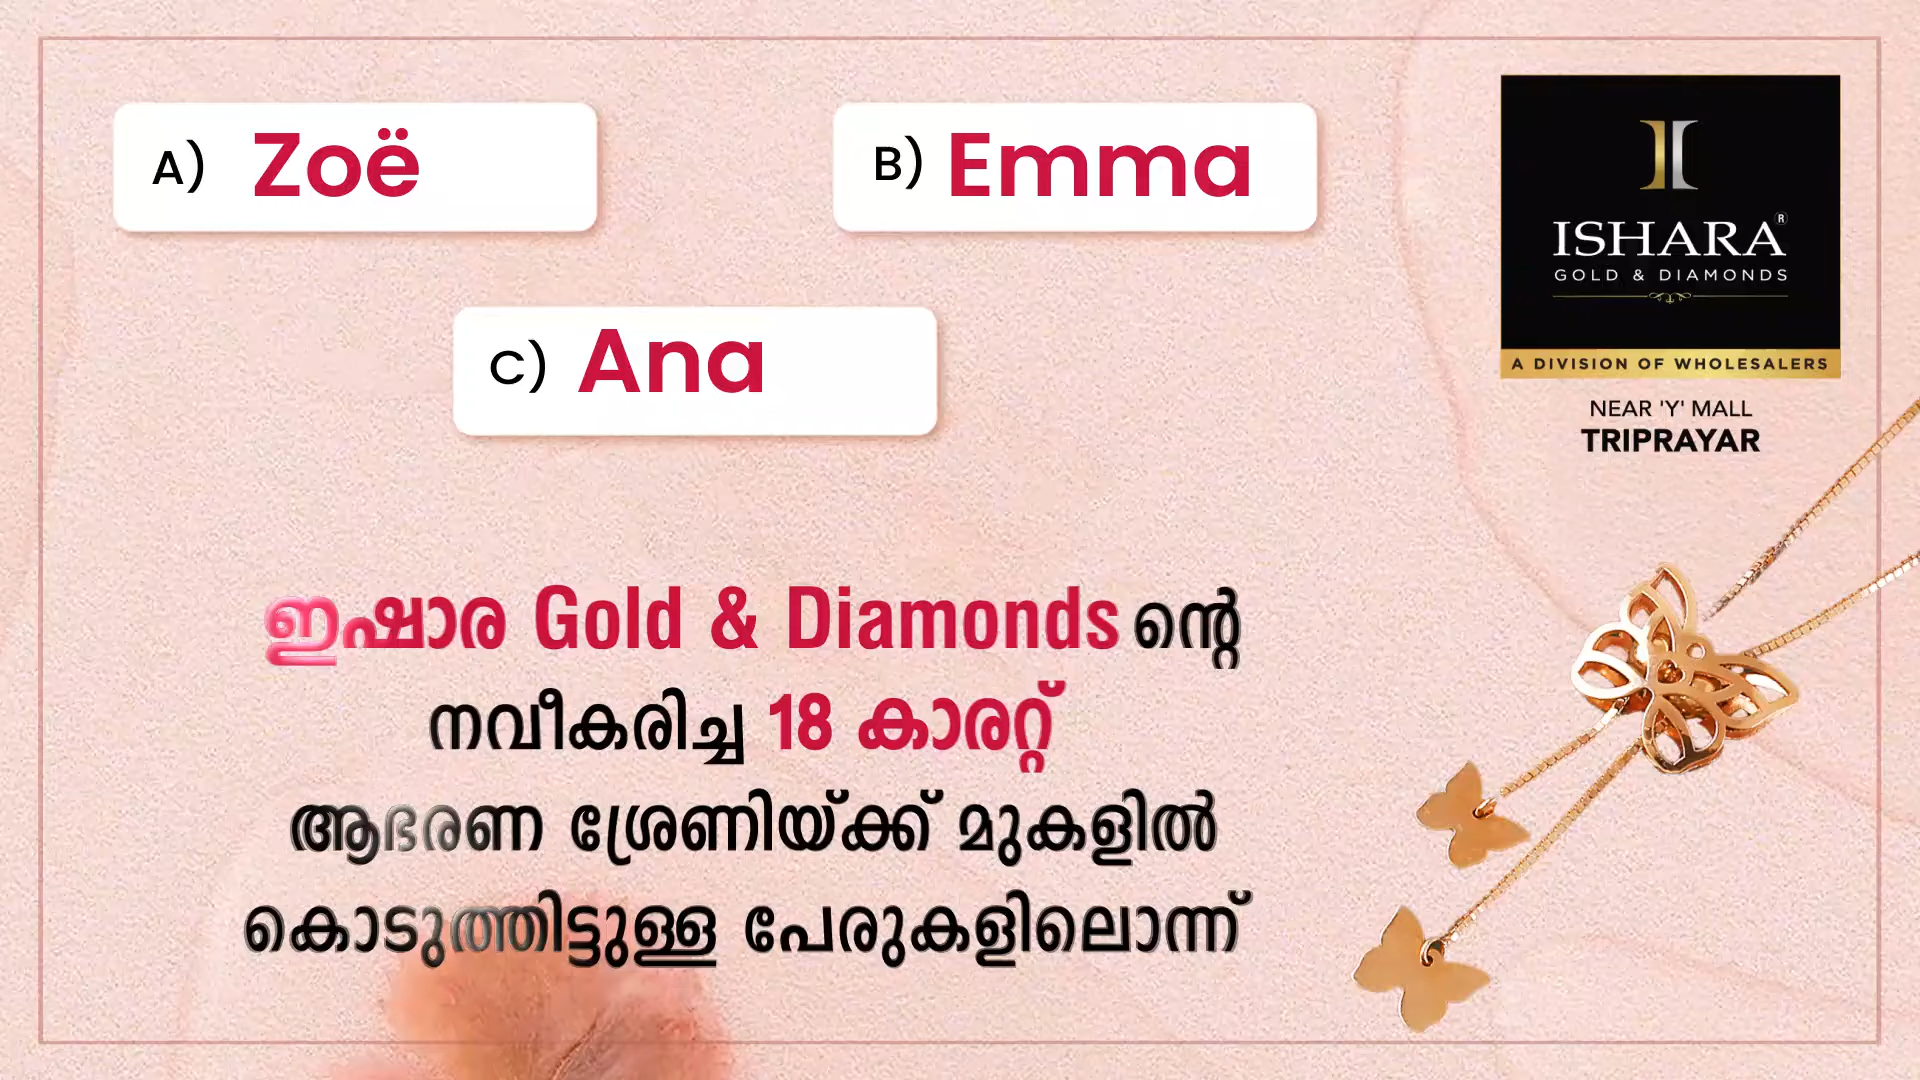 A) Zoë
B) Emma
C) Ana
ISHARA®
GOLD & DIAMONDS
A DIVISION OF WHOLESALERS
NEAR 'Y' MALL
TRIPRAYAR
ഇഷാര Gold & Diamonds ന്റെ
നവീകരിച്ച 18 കാരറ്റ്
ആഭരണ ശ്രേണിയ്ക്ക് മുകളിൽ
കൊടുത്തിട്ടുള്ള പേരുകളിലൊന്ന്